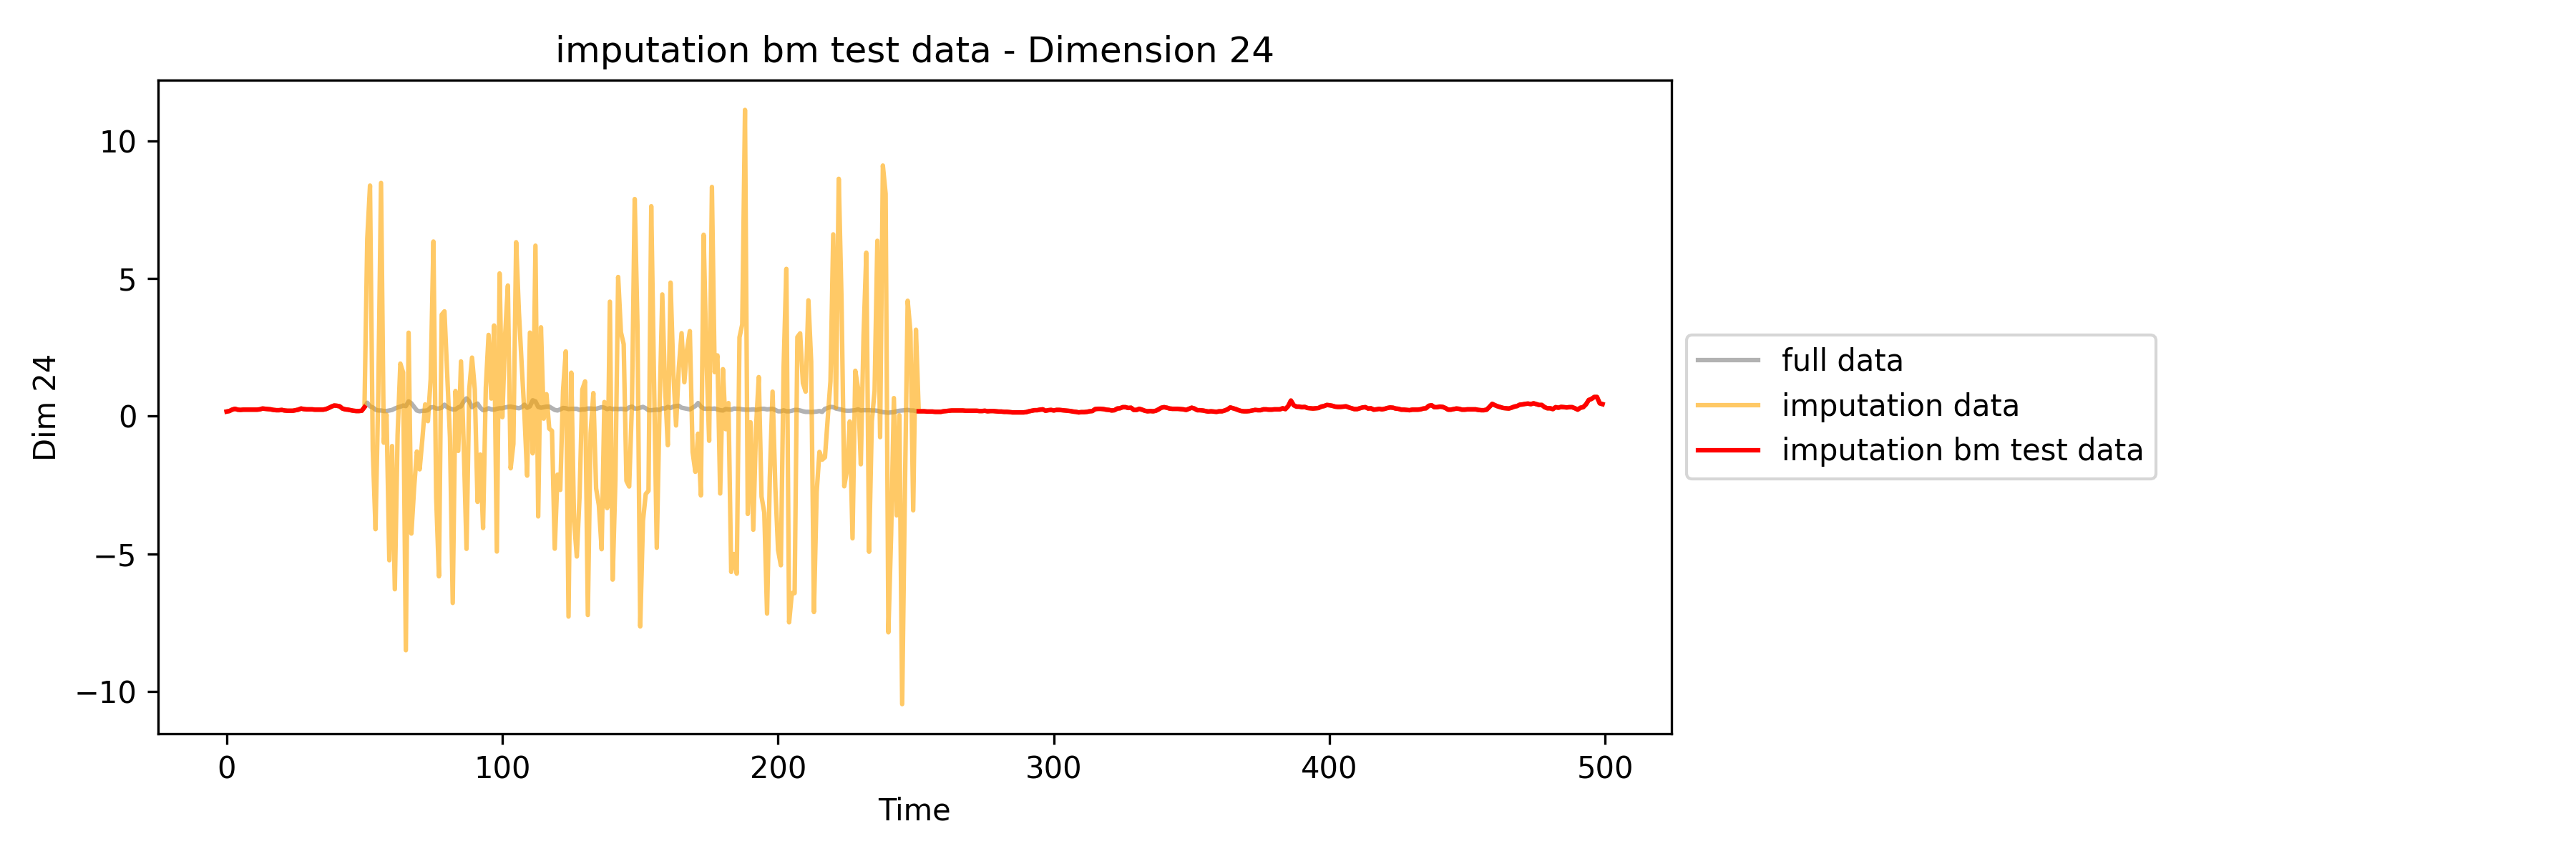 imputation bm test data - Dimension 24
10
5
0
−5
−10
Dim 24
0
100
200
300
400
500
Time
full data
imputation data
imputation bm test data